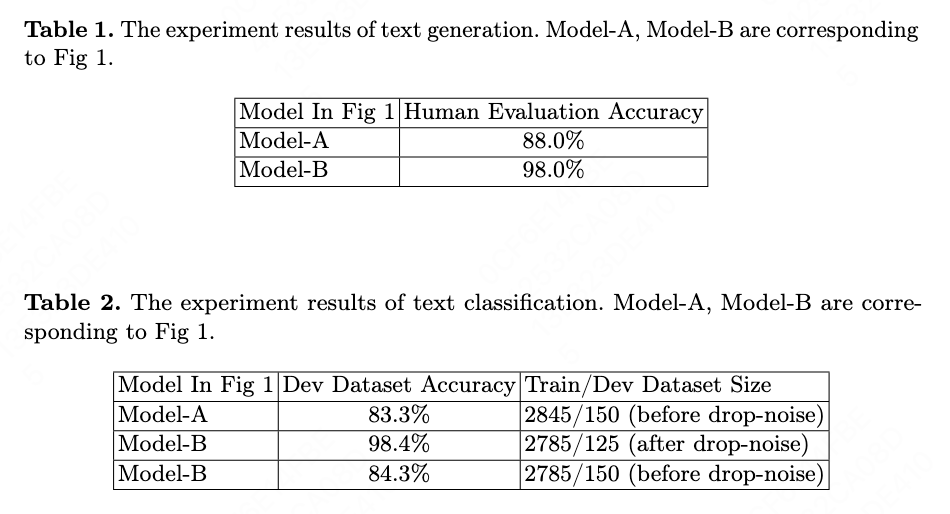 Table 1. The experiment results of text generation. Model-A, Model-B are corresponding
to Fig 1.
Model In Fig 1 Human Evaluation Accuracy
Model-A 88.0%
Model-B 98.0%
Table 2. The experiment results of text classification. Model-A, Model-B are corre-
sponding to Fig 1.
Model In Fig 1 Dev Dataset Accuracy Train/Dev Dataset Size
Model-A 83.3% 2845/150 (before drop-noise)
Model-B 98.4% 2785/125 (after drop-noise)
Model-B 84.3% 2785/150 (before drop-noise)